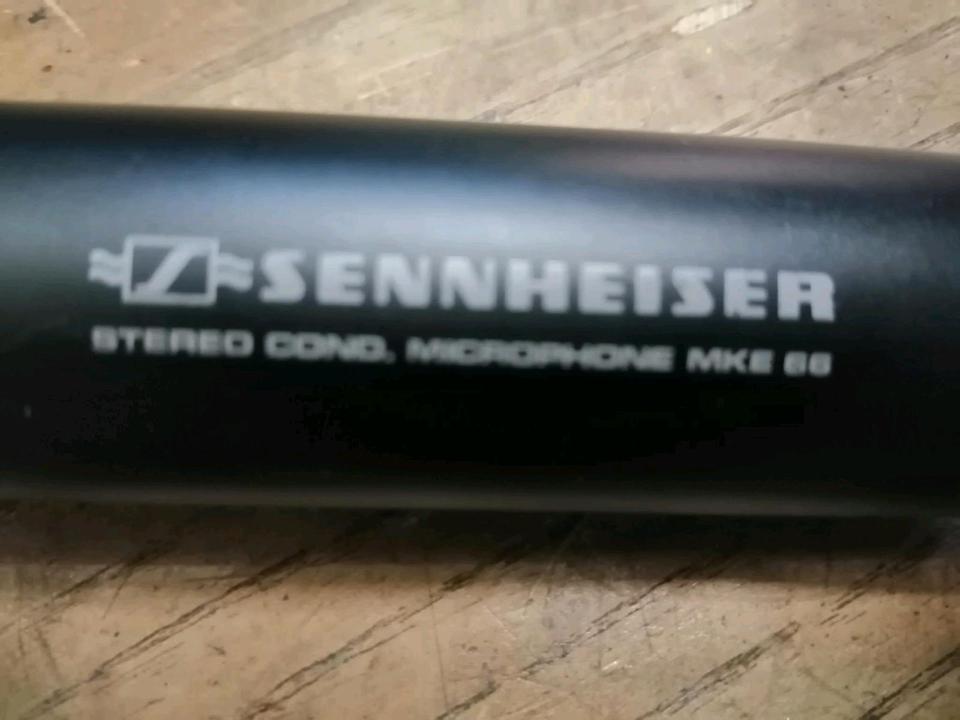 SENNHEISER
STEREO COND. MICROPHONE MKE 66